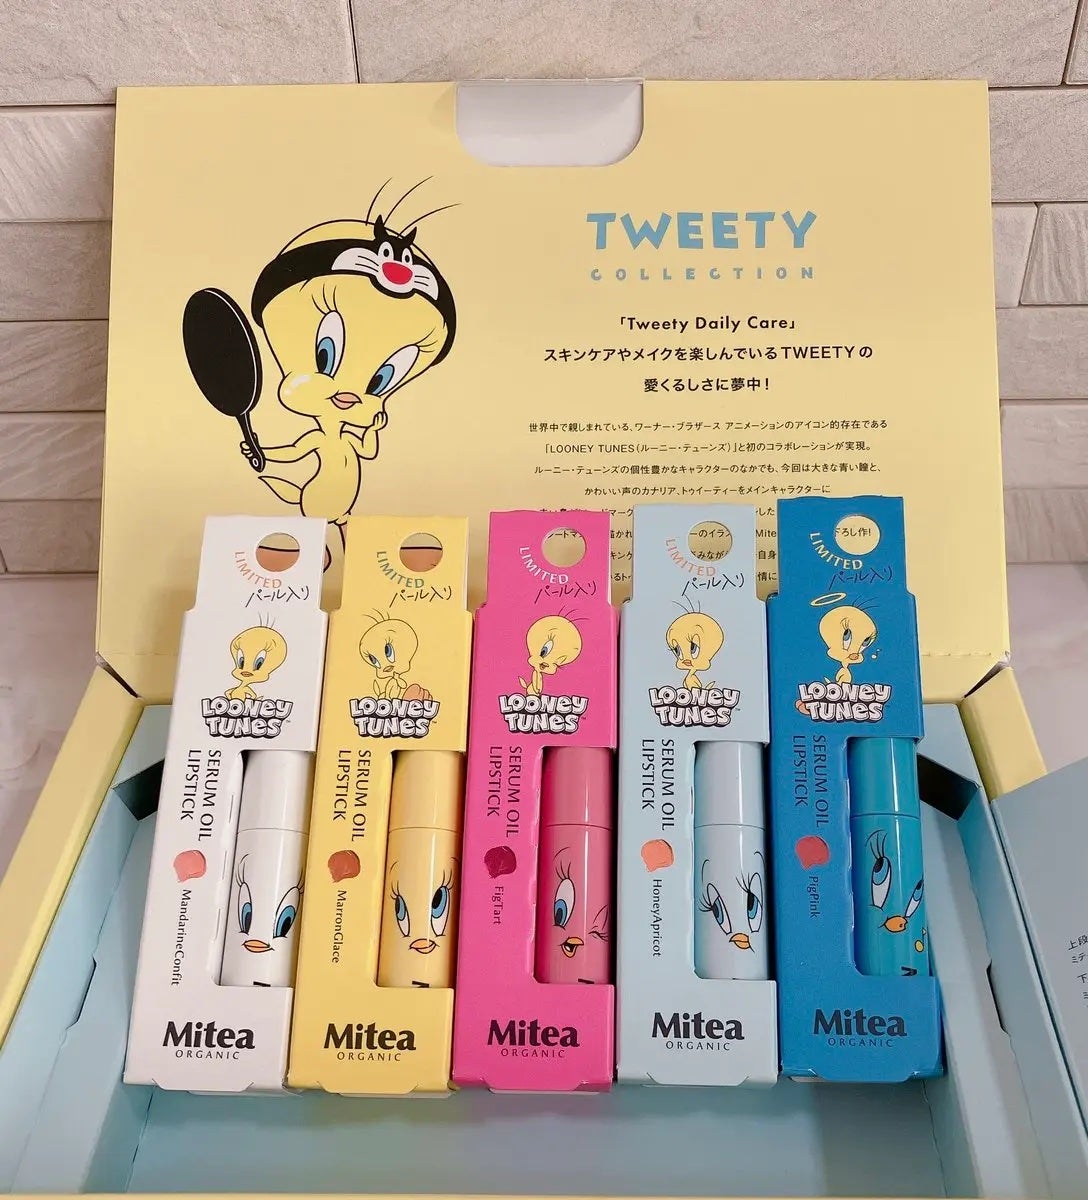 TWEETY
COLLECTION
「Tweety Daily Care」
スキンケアやメイクを楽しんでいるTWEETYの
愛くるしさに夢中！
世界中で親しまれている、ワーナー・ブラザース アニメーションのアイコン的存在である
「LOONEY TUNES（ルーニー・テューンズ）」と初のコラボレーションが実現。
ルーニー・テューンズの個性豊かなキャラクターのなかでも、今回は大きな青い瞳と、
かわいい声のカナリア、トゥイーティーをメインキャラクターに
LIMITED
パール入り
LOONEY TUNES
SERUM OIL
LIPSTICK
MandarineConfit
Mitea
ORGANIC
LIMITED
パール入り
LOONEY TUNES
SERUM OIL
LIPSTICK
MarronGlace
Mitea
ORGANIC
LIMITED
パール入り
LOONEY TUNES
SERUM OIL
LIPSTICK
FigTart
Mitea
ORGANIC
LIMITED
パール入り
LOONEY TUNES
SERUM OIL
LIPSTICK
HoneyApricot
Mitea
ORGANIC
LIMITED
パール入り
LOONEY TUNES
SERUM OIL
LIPSTICK
PigPink
Mitea
ORGANIC
上段